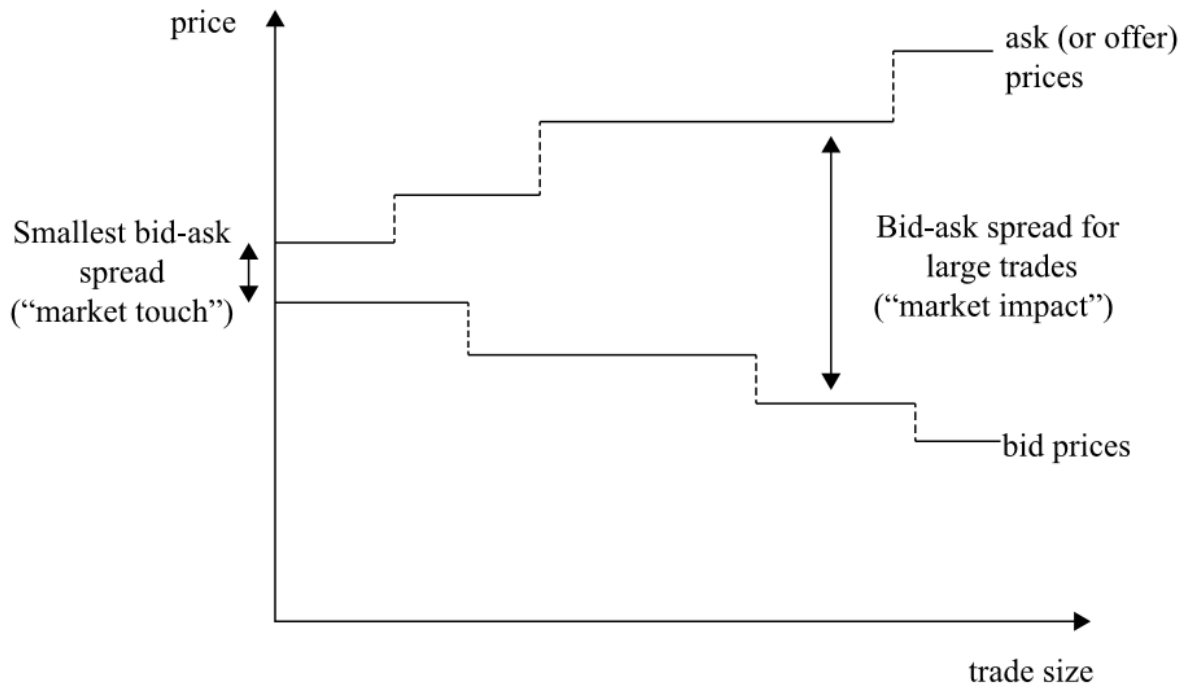 price
ask (or offer)
prices
Smallest bid-ask
spread
(“market touch”)
Bid-ask spread for
large trades
(“market impact”)
bid prices
trade size